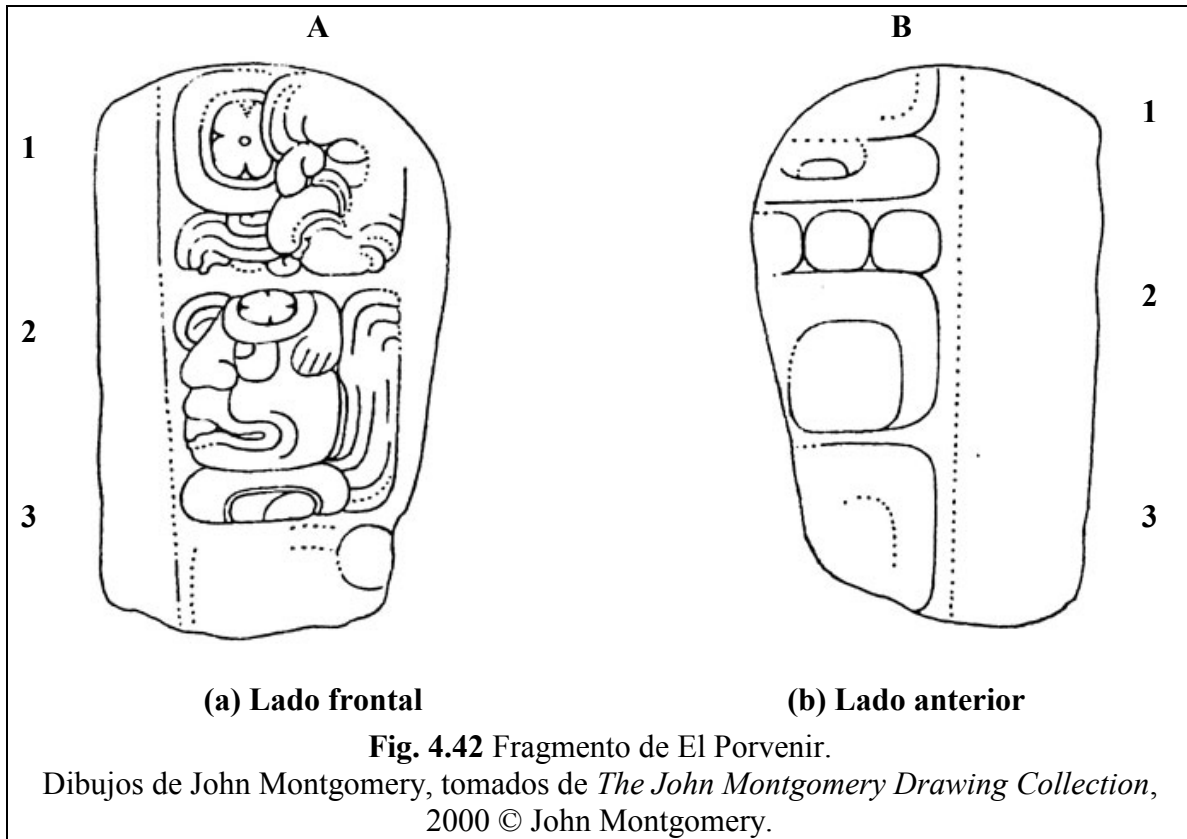 A B
1 1
2 2
3 3
(a) Lado frontal (b) Lado anterior
Fig. 4.42 Fragmento de El Porvenir.
Dibujos de John Montgomery, tomados de The John Montgomery Drawing Collection,
2000 © John Montgomery.